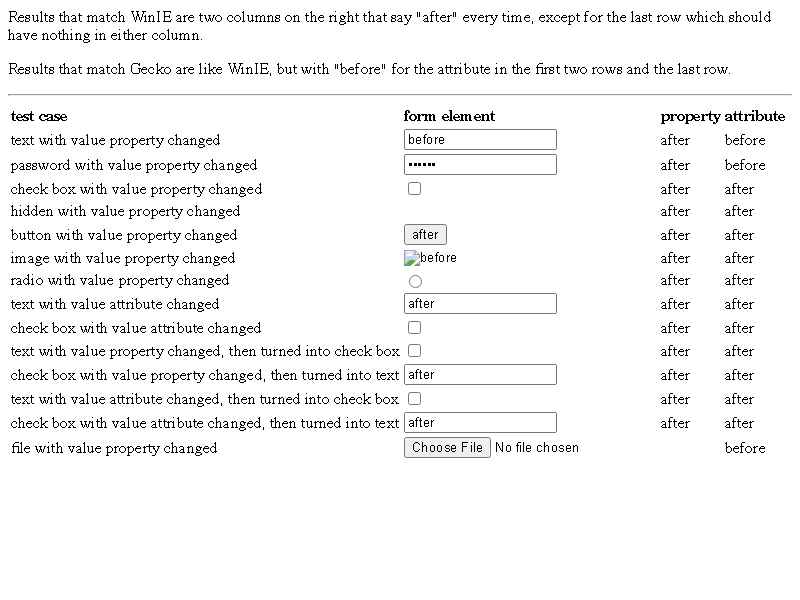 Results that match WinIE are two columns on the right that say "after" every time, except for the last row which should
have nothing in either column.
Results that match Gecko are like WinIE, but with "before" for the attribute in the first two rows and the last row.
test case form element property attribute
text with value property changed before after before
password with value property changed •••••• after before
check box with value property changed after after
hidden with value property changed after after
button with value property changed after after after
image with value property changed before after after
radio with value property changed after after
text with value attribute changed after after after
check box with value attribute changed after after
text with value property changed, then turned into check box after after
check box with value property changed, then turned into text after after after
text with value attribute changed, then turned into check box after after
check box with value attribute changed, then turned into text after after after
file with value property changed Choose File No file chosen before